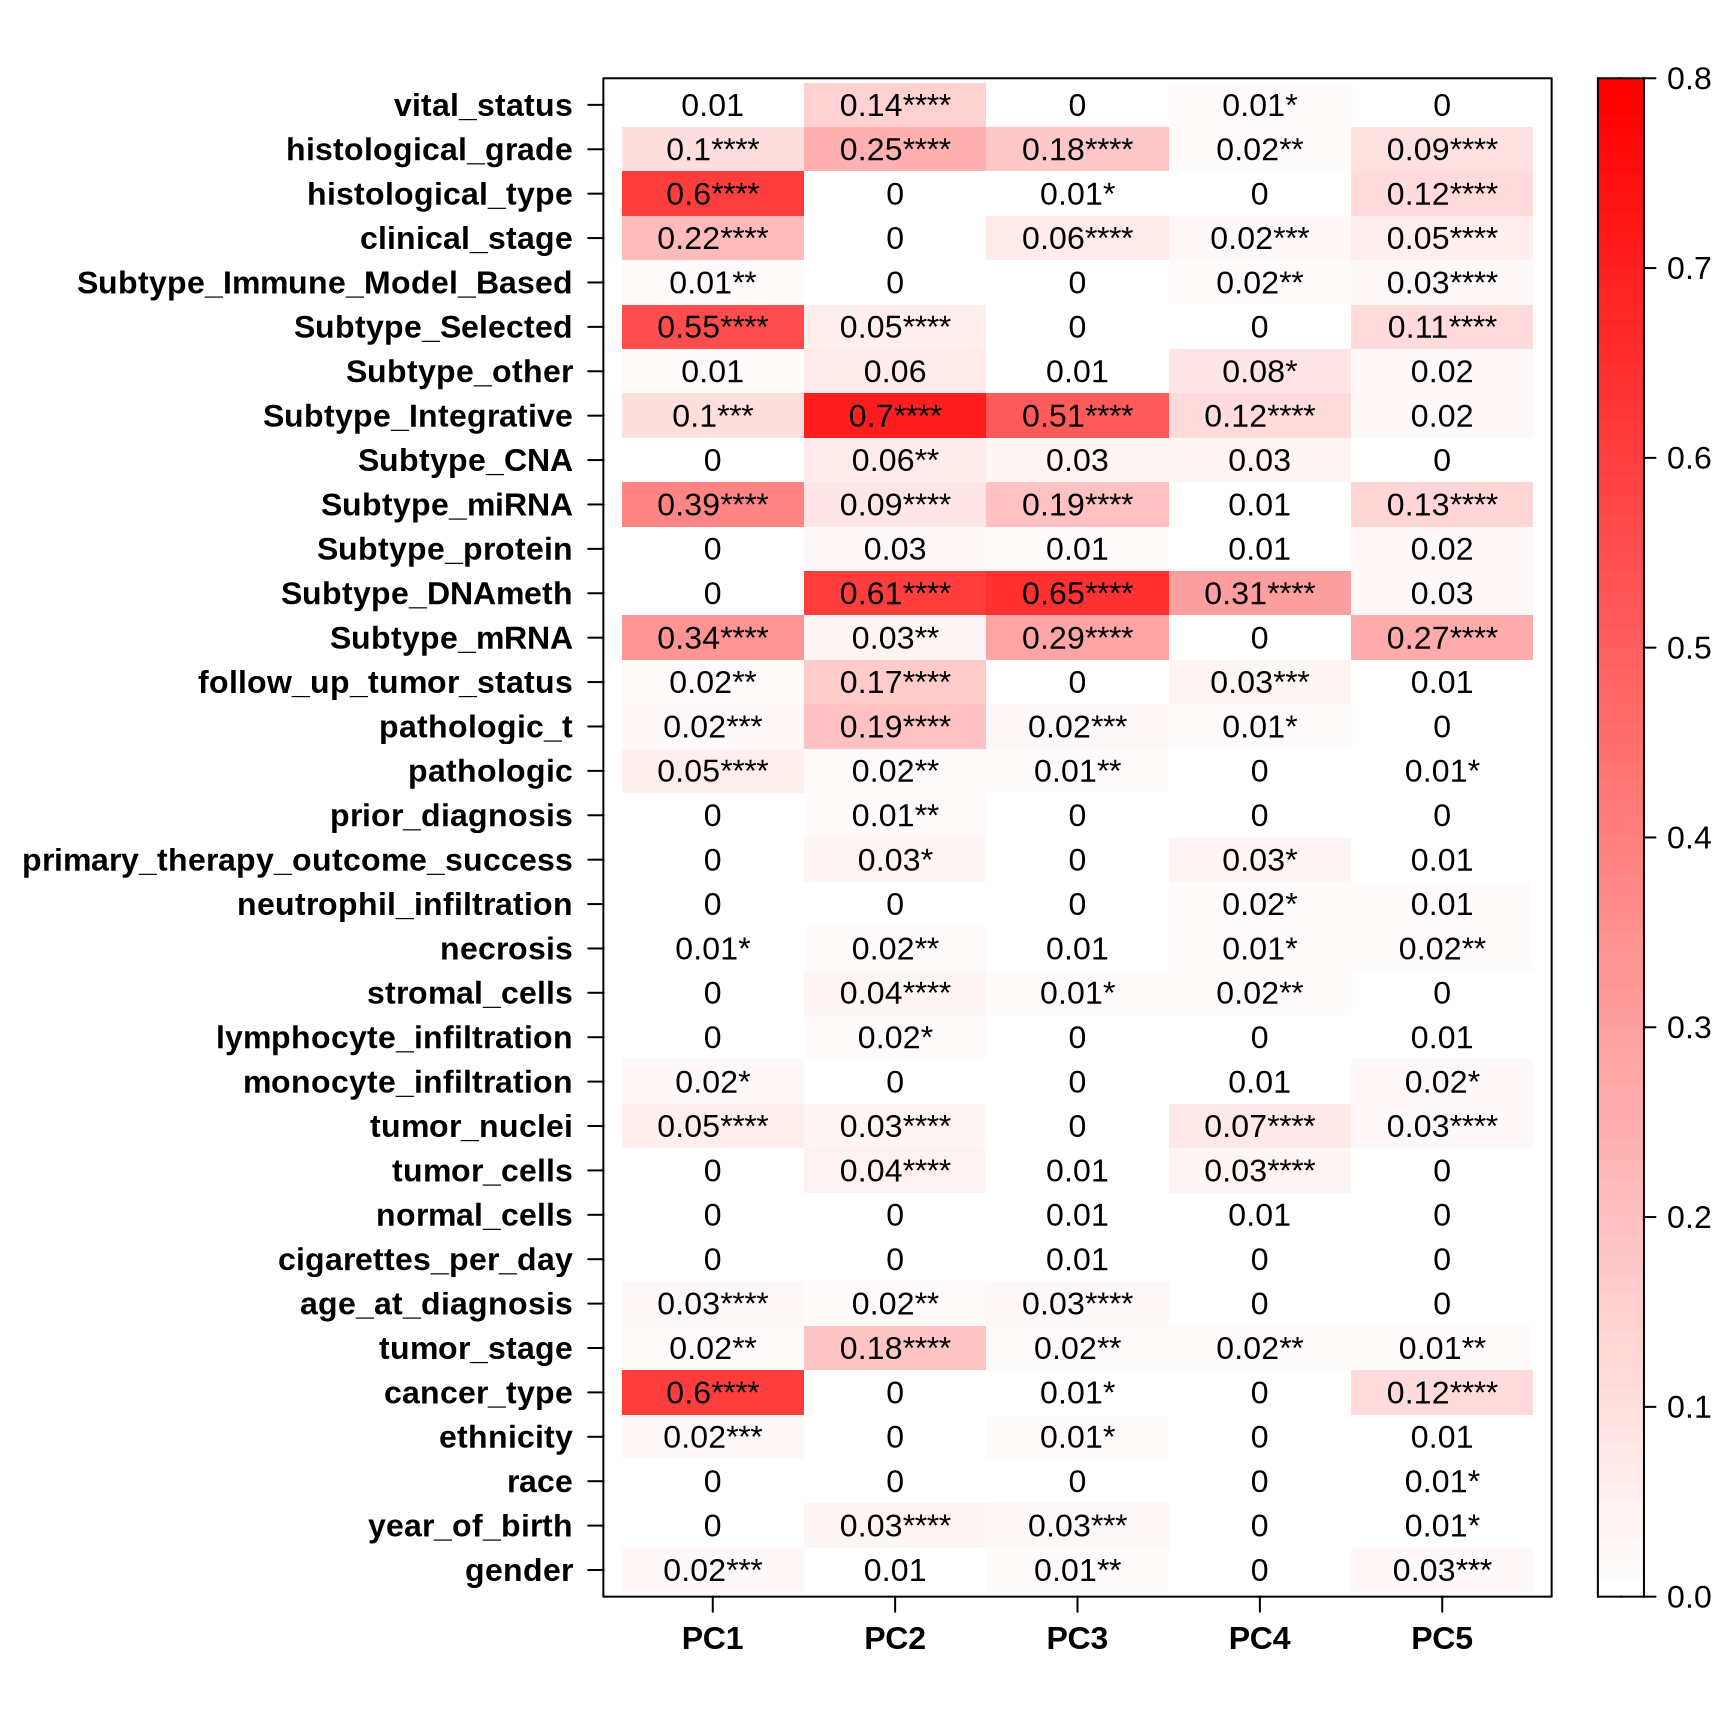 vital_status 0.01 0.14**** 0 0.01* 0
histological_grade 0.1**** 0.25**** 0.18**** 0.02** 0.09****
histological_type 0.6**** 0 0.01* 0 0.12****
clinical_stage 0.22**** 0 0.06**** 0.02*** 0.05****
Subtype_Immune_Model_Based 0.01** 0 0 0.02** 0.03****
Subtype_Selected 0.55**** 0.05**** 0 0 0.11****
Subtype_other 0.01 0.06 0.01 0.08* 0.02
Subtype_Integrative 0.1*** 0.7**** 0.51**** 0.12**** 0.02
Subtype_CNA 0 0.06** 0.03 0.03 0
Subtype_miRNA 0.39**** 0.09**** 0.19**** 0.01 0.13****
Subtype_protein 0 0.03 0.01 0.01 0.02
Subtype_DNAmeth 0 0.61**** 0.65**** 0.31**** 0.03
Subtype_mRNA 0.34**** 0.03** 0.29**** 0 0.27****
follow_up_tumor_status 0.02** 0.17**** 0 0.03*** 0.01
pathologic_t 0.02*** 0.19**** 0.02*** 0.01* 0
pathologic 0.05**** 0.02** 0.01** 0 0.01*
prior_diagnosis 0 0.01** 0 0 0
primary_therapy_outcome_success 0 0.03* 0 0.03* 0.01
neutrophil_infiltration 0 0 0 0.02* 0.01
necrosis 0.01* 0.02** 0.01 0.01* 0.02**
stromal_cells 0 0.04**** 0.01* 0.02** 0
lymphocyte_infiltration 0 0.02* 0 0 0.01
monocyte_infiltration 0.02* 0 0 0.01 0.02*
tumor_nuclei 0.05**** 0.03**** 0 0.07**** 0.03****
tumor_cells 0 0.04**** 0.01 0.03**** 0
normal_cells 0 0 0.01 0.01 0
cigarettes_per_day 0 0 0.01 0 0
age_at_diagnosis 0.03**** 0.02** 0.03**** 0 0
tumor_stage 0.02** 0.18**** 0.02** 0.02** 0.01**
cancer_type 0.6**** 0 0.01* 0 0.12****
ethnicity 0.02*** 0 0.01* 0 0.01
race 0 0 0 0 0.01*
year_of_birth 0 0.03**** 0.03*** 0 0.01*
gender 0.02*** 0.01 0.01** 0 0.03***
PC1 PC2 PC3 PC4 PC5
0.8
0.7
0.6
0.5
0.4
0.3
0.2
0.1
0.0